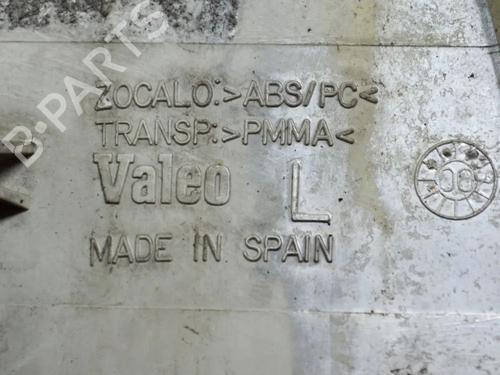 B-PARTS
ZOCALO:>ABS/PC<
TRANSP:>PMMA<
Valeo L
MADE IN SPAIN